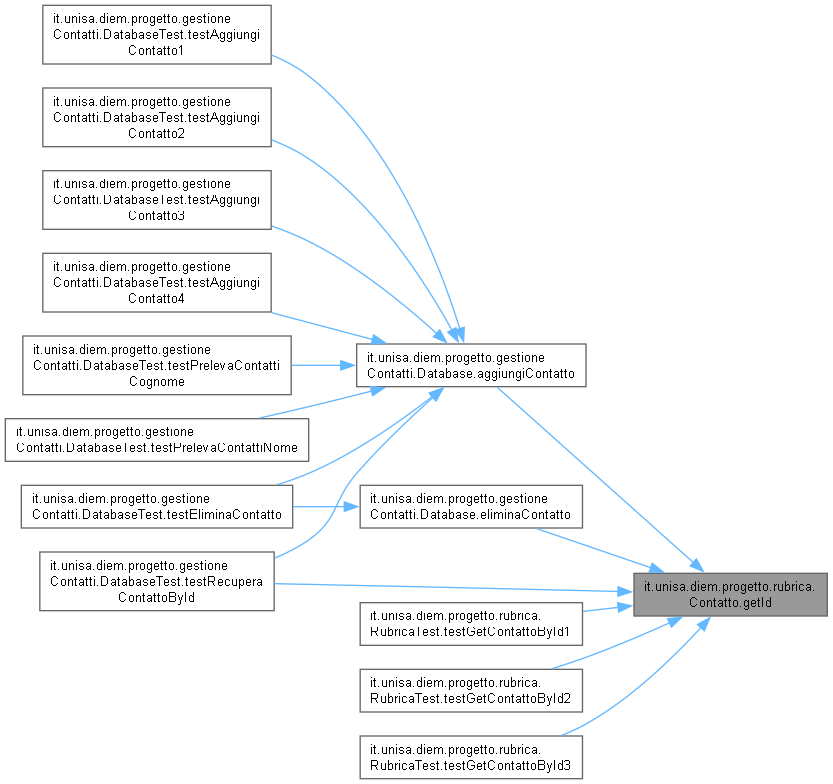 it.unisa.diem.progetto.gestione
Contatti.DatabaseTest.testAggiungi
Contatto1
it.unisa.diem.progetto.gestione
Contatti.DatabaseTest.testAggiungi
Contatto2
it.unisa.diem.progetto.gestione
Contatti.DatabaseTest.testAggiungi
Contatto3
it.unisa.diem.progetto.gestione
Contatti.DatabaseTest.testAggiungi
Contatto4
it.unisa.diem.progetto.gestione
Contatti.DatabaseTest.testPrelevaContatti
Cognome
it.unisa.diem.progetto.gestione
Contatti.DatabaseTest.testPrelevaContattiNome
it.unisa.diem.progetto.gestione
Contatti.DatabaseTest.testEliminaContatto
it.unisa.diem.progetto.gestione
Contatti.DatabaseTest.testRecupera
ContattoById
it.unisa.diem.progetto.gestione
Contatti.Database.aggiungiContatto
it.unisa.diem.progetto.gestione
Contatti.Database.eliminaContatto
it.unisa.diem.progetto.rubrica.
RubricaTest.testGetContattoById1
it.unisa.diem.progetto.rubrica.
RubricaTest.testGetContattoById2
it.unisa.diem.progetto.rubrica.
RubricaTest.testGetContattoById3
it.unisa.diem.progetto.rubrica.
Contatto.getId